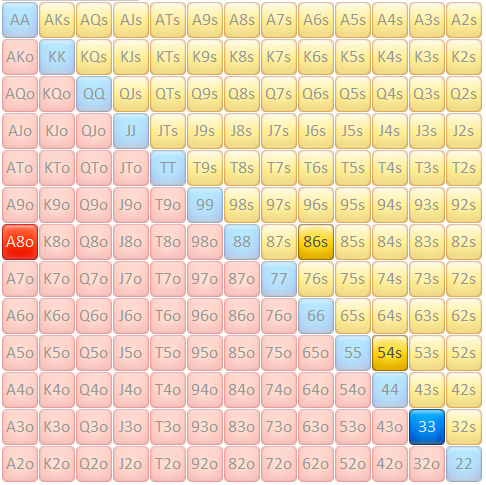 AA AKs AQs AJs ATs A9s A8s A7s A6s A5s A4s A3s A2s
AKo KK KQs KJs KTs K9s K8s K7s K6s K5s K4s K3s K2s
AQo KQo QQ QJs QTs Q9s Q8s Q7s Q6s Q5s Q4s Q3s Q2s
AJo KJo QJo JJ JTs J9s J8s J7s J6s J5s J4s J3s J2s
ATo KTo QTo JTo TT T9s T8s T7s T6s T5s T4s T3s T2s
A9o K9o Q9o J9o T9o 99 98s 97s 96s 95s 94s 93s 92s
A8o K8o Q8o J8o T8o 98o 88 87s 86s 85s 84s 83s 82s
A7o K7o Q7o J7o T7o 97o 87o 77 76s 75s 74s 73s 72s
A6o K6o Q6o J6o T6o 96o 86o 76o 66 65s 64s 63s 62s
A5o K5o Q5o J5o T5o 95o 85o 75o 65o 55 54s 53s 52s
A4o K4o Q4o J4o T4o 94o 84o 74o 64o 54o 44 43s 42s
A3o K3o Q3o J3o T3o 93o 83o 73o 63o 53o 43o 33 32s
A2o K2o Q2o J2o T2o 92o 82o 72o 62o 52o 42o 32o 22